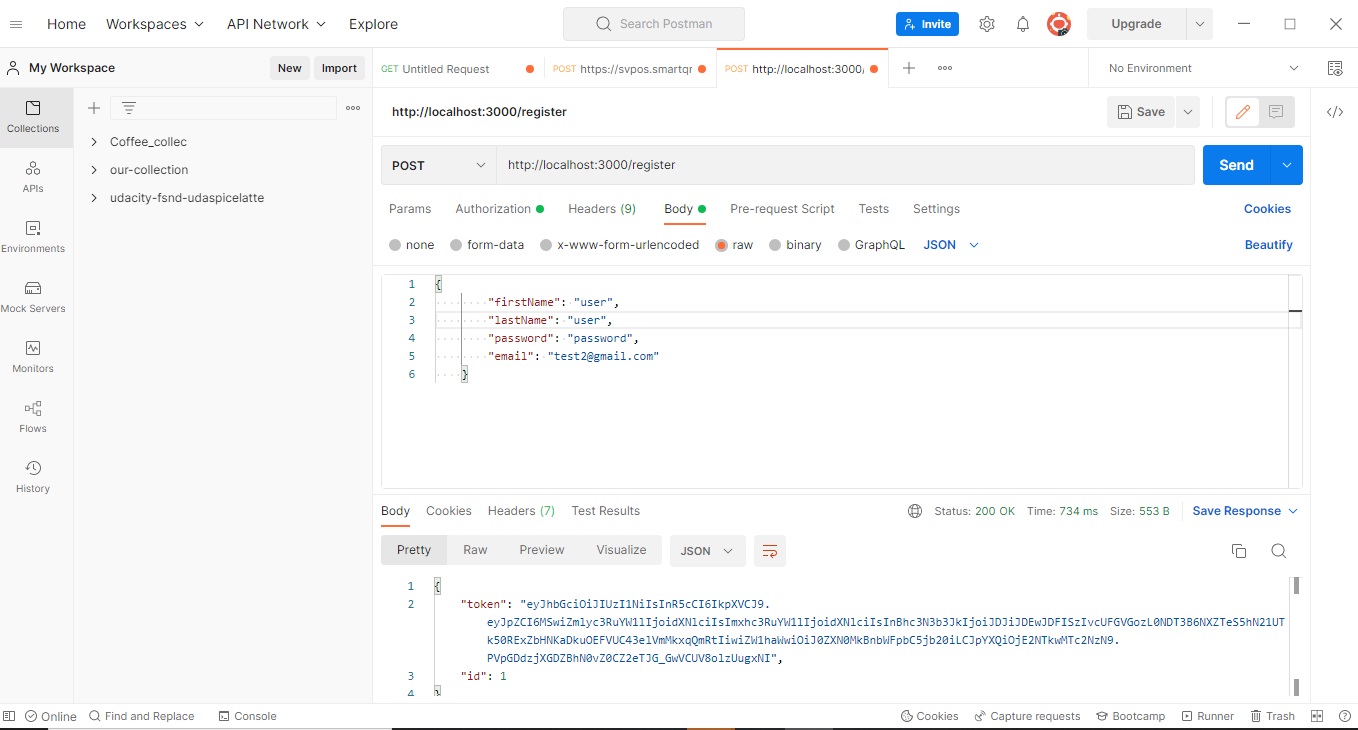 Home Workspaces API Network Explore Search Postman Invite Upgrade
My Workspace New Import GET Untitled Request POST https://svpos.smartqr POST http://localhost:3000/ No Environment
Collections
APIs
Environments
Mock Servers
Monitors
Flows
History
Coffee_collec
our-collection
udacity-fsnd-udaspicelatte
http://localhost:3000/register Save
POST http://localhost:3000/register Send
Params Authorization Headers (9) Body Pre-request Script Tests Settings Cookies
none form-data x-www-form-urlencoded raw binary GraphQL JSON Beautify
1 {
2 "firstName": "user",
3 "lastName": "user",
4 "password": "password",
5 "email": "test2@gmail.com"
6 }
Body Cookies Headers (7) Test Results Status: 200 OK Time: 734 ms Size: 553 B Save Response
Pretty Raw Preview Visualize JSON
1 {
2 "token": "eyJhbGciOiJIUzI1NiIsInR5cCI6IkpXVCJ9.
eyJpZCI6MSwiZmlyc3RuYW1lIjoidXNlciIsImxhc3RuYW1lIjoidXNlciIsInBhc3N3b3JkIjoiJDJiJDEwJDFISzIvcUFGVGozL0NDT3B6NXZTeS5hN21UT
k50RExZbHNKaDkuOEFVUC43elVmMkxqQmRtIiwiZW1haWwiOiJ0ZXN0MkBnbWFpbC5jb20iLCJpYXQiOjE2NTkwMTc2NzN9.
PVpGDdzjXGDZBhN0vZ0CZ2eTJG_GwVCUV8olzUugxNI",
3 "id": 1
4 }
Online Find and Replace Console Cookies Capture requests Bootcamp Runner Trash